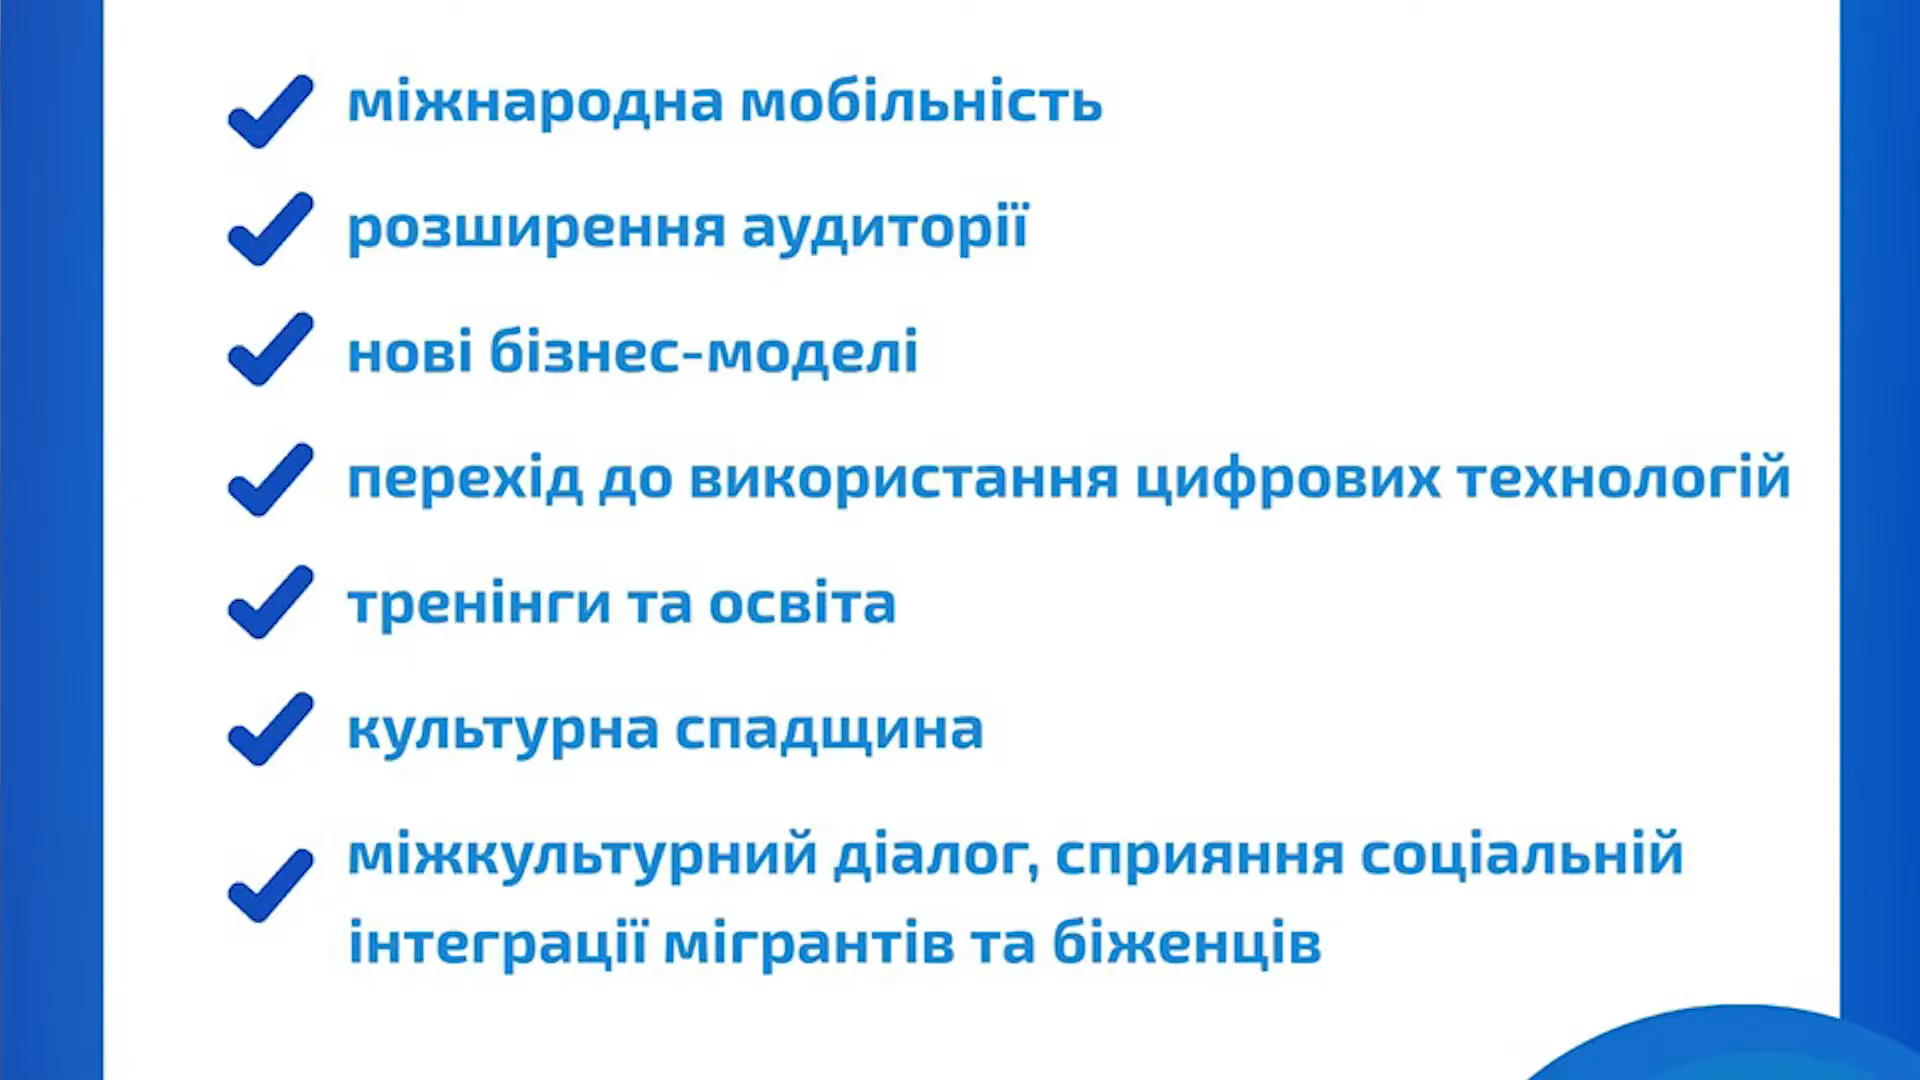 міжнародна мобільність
розширення аудиторії
нові бізнес-моделі
перехід до використання цифрових технологій
тренінги та освіта
культурна спадщина
міжкультурний діалог, сприяння соціальній
інтеграції мігрантів та біженців